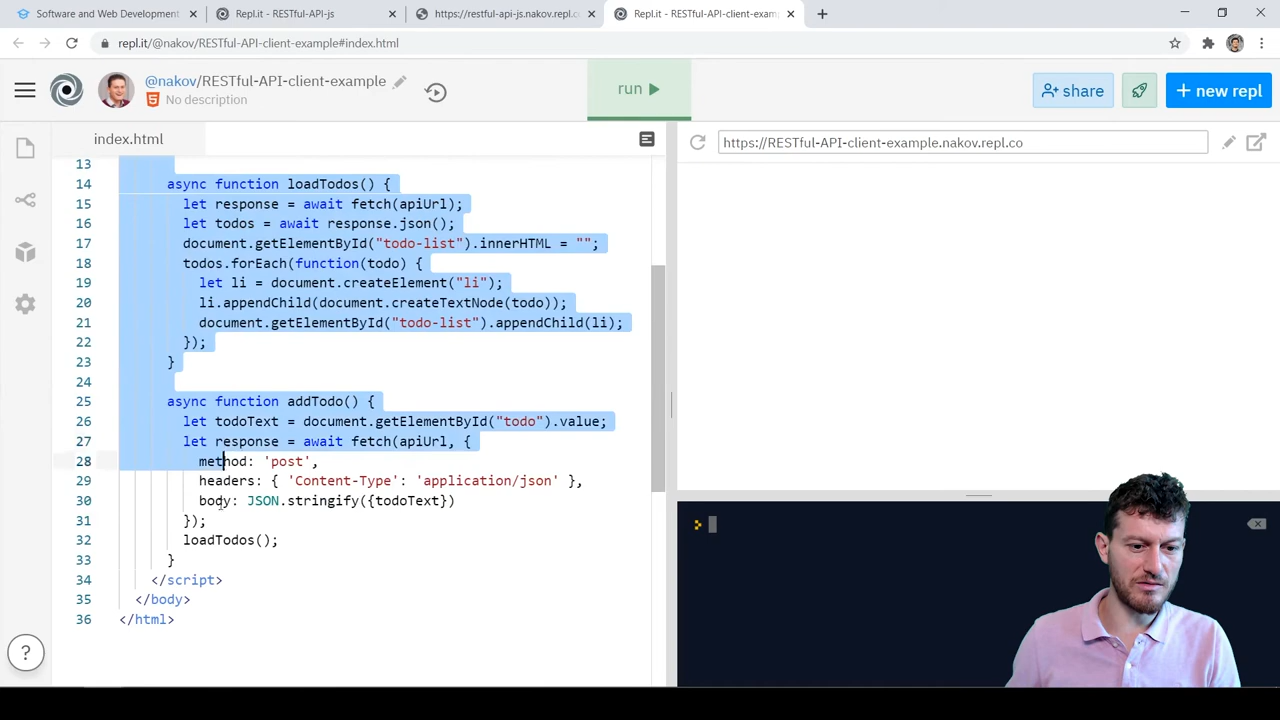 Software and Web Development
Repl.it - RESTful-API-js
https://restful-api-js.nakov.repl.c
Repl.it - RESTful-API-client-exam
repl.it/@nakov/RESTful-API-client-example#index.html
@nakov/RESTful-API-client-example
No description
run
share
+ new repl
index.html
https://RESTful-API-client-example.nakov.repl.co
13
14 async function loadTodos() {
15 let response = await fetch(apiUrl);
16 let todos = await response.json();
17 document.getElementById("todo-list").innerHTML = "";
18 todos.forEach(function(todo) {
19 let li = document.createElement("li");
20 li.appendChild(document.createTextNode(todo));
21 document.getElementById("todo-list").appendChild(li);
22 });
23 }
24
25 async function addTodo() {
26 let todoText = document.getElementById("todo").value;
27 let response = await fetch(apiUrl, {
28 method: 'post',
29 headers: { 'Content-Type': 'application/json' },
30 body: JSON.stringify({todoText})
31 });
32 loadTodos();
33 }
34 </script>
35 </body>
36 </html>
?